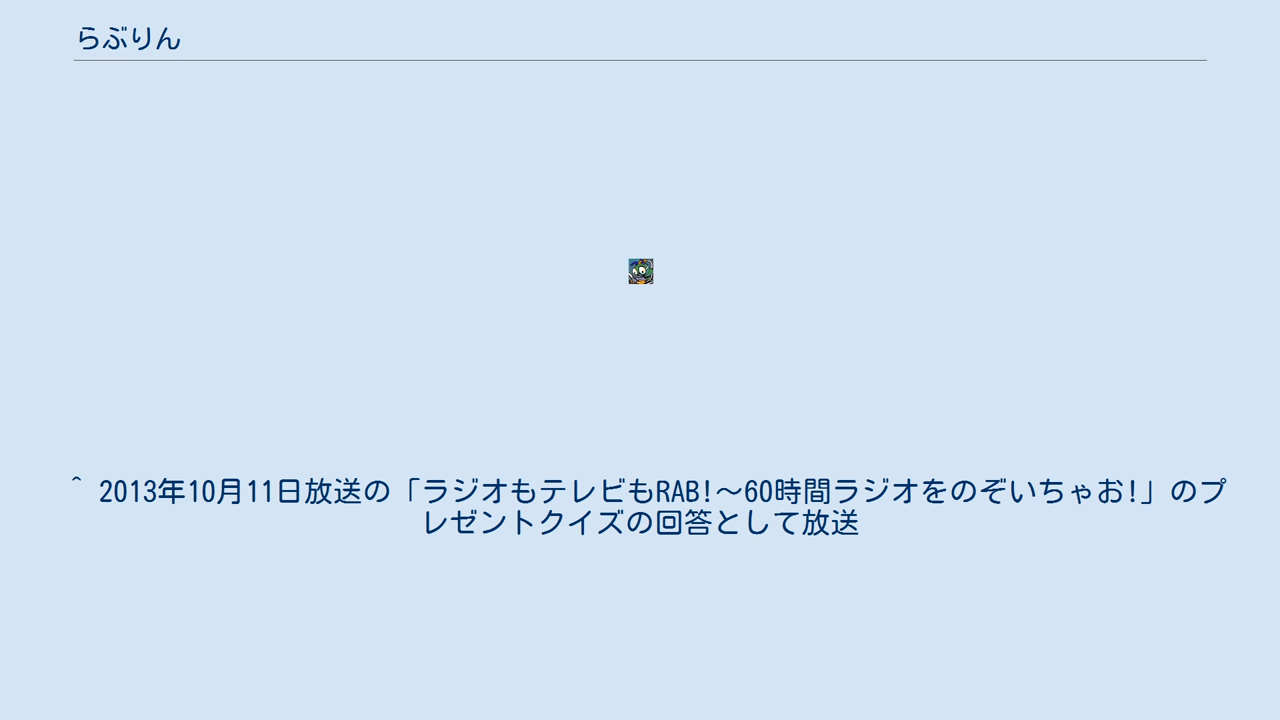 らぶりん
^ 2013年10月11日放送の「ラジオもテレビもRAB!～60時間ラジオをのぞいちゃお!」のプ
レゼントクイズの回答として放送